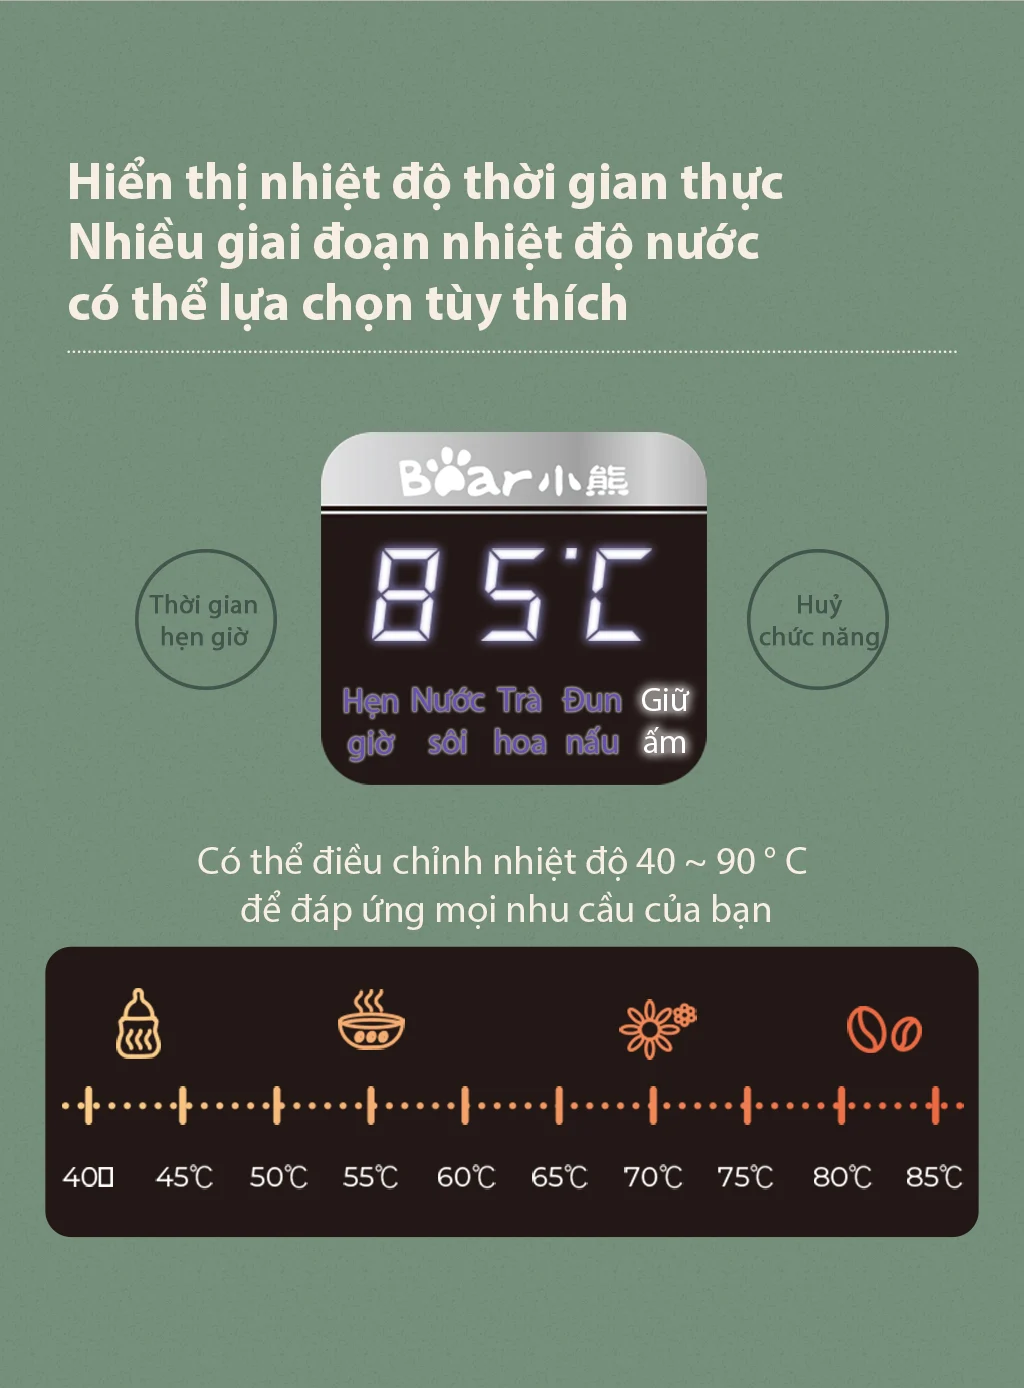 Hiển thị nhiệt độ thời gian thực
Nhiều giai đoạn nhiệt độ nước
có thể lựa chọn tùy thích
Bear小熊
85°C
Thời gian
hẹn giờ
Huỷ
chức năng
Hẹn Nước Trà Đun Giữ
giờ sôi hoa nấu ấm
Có thể điều chỉnh nhiệt độ 40 ~ 90 ° C
để đáp ứng mọi nhu cầu của bạn
40□ 45℃ 50℃ 55℃ 60℃ 65℃ 70℃ 75℃ 80℃ 85℃